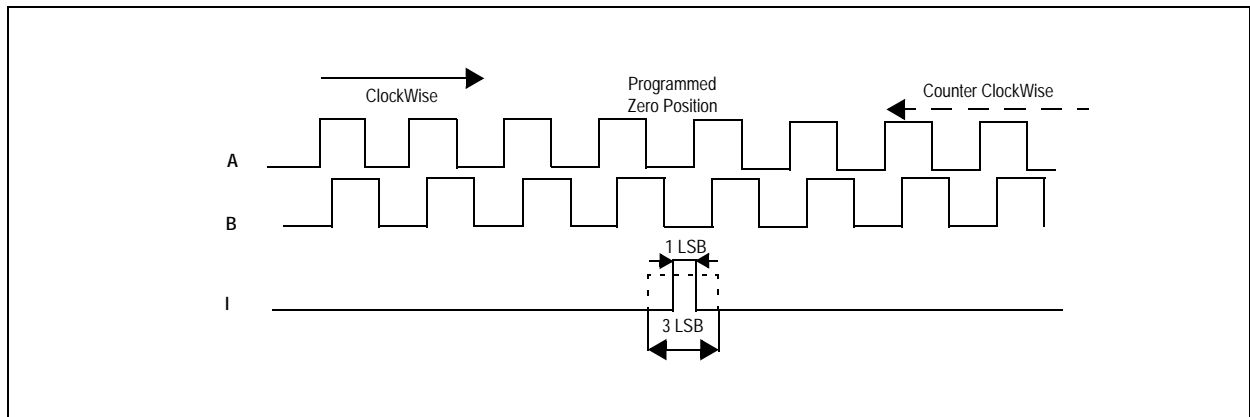 ClockWise
Programmed
Zero Position
Counter ClockWise
A
B
1 LSB
I
3 LSB